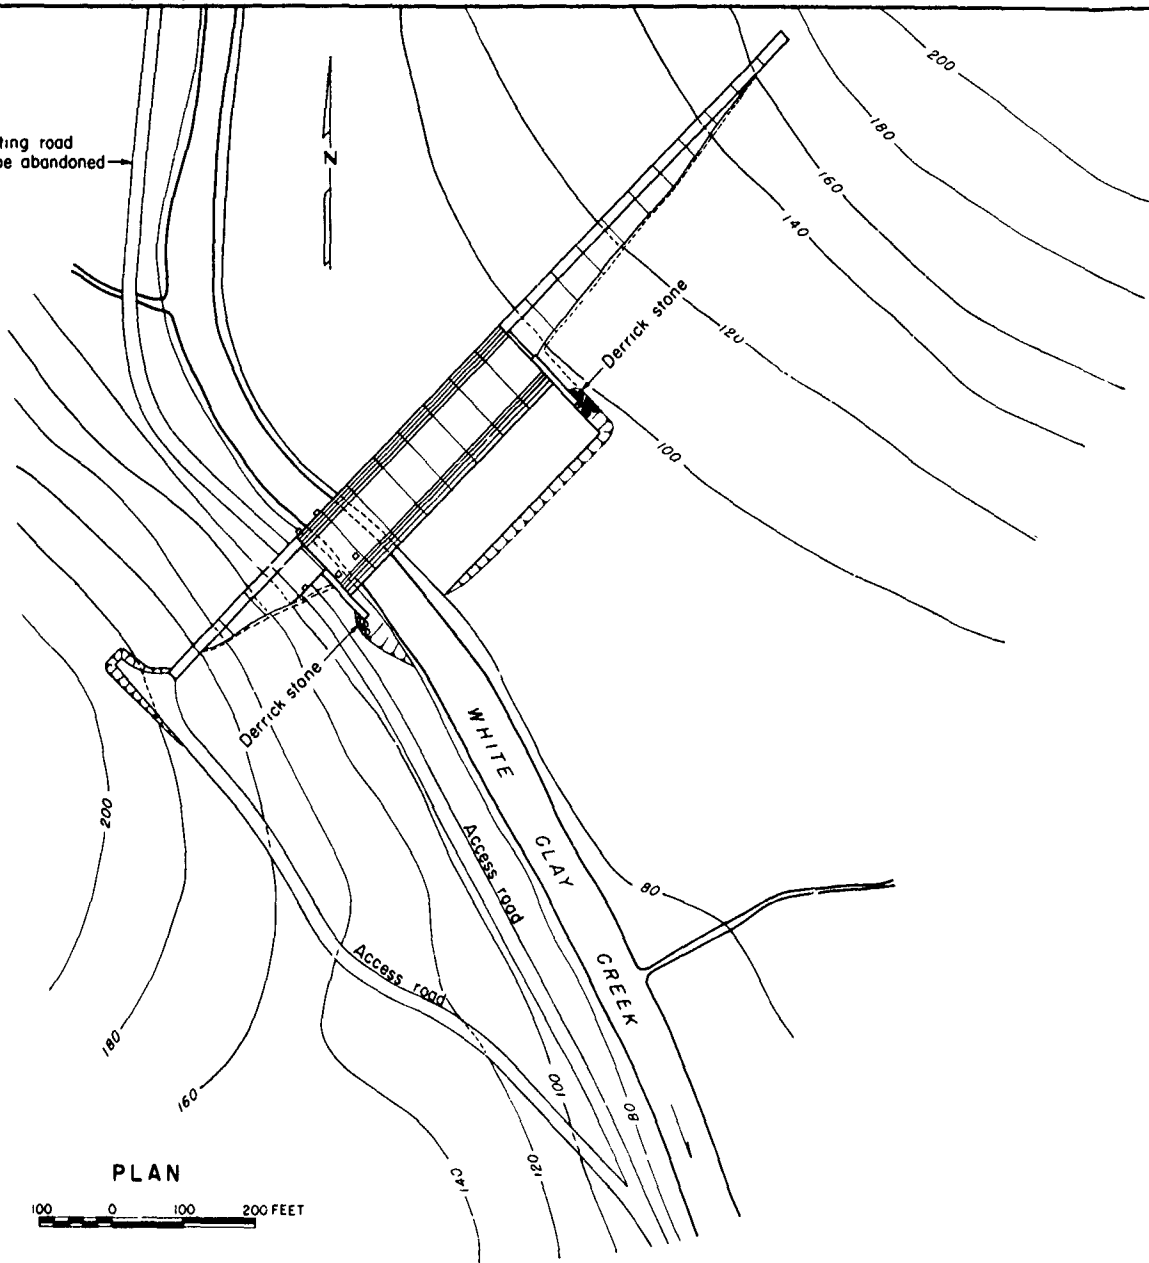 ting road
be abandoned
N
200
180
160
140
120
100
Derrick stone
Derrick stone
WHITE
CLAY
CREEK
Access road
Access road
80
200
180
160
140
120
100
80
PLAN
100 0 100 200 FEET